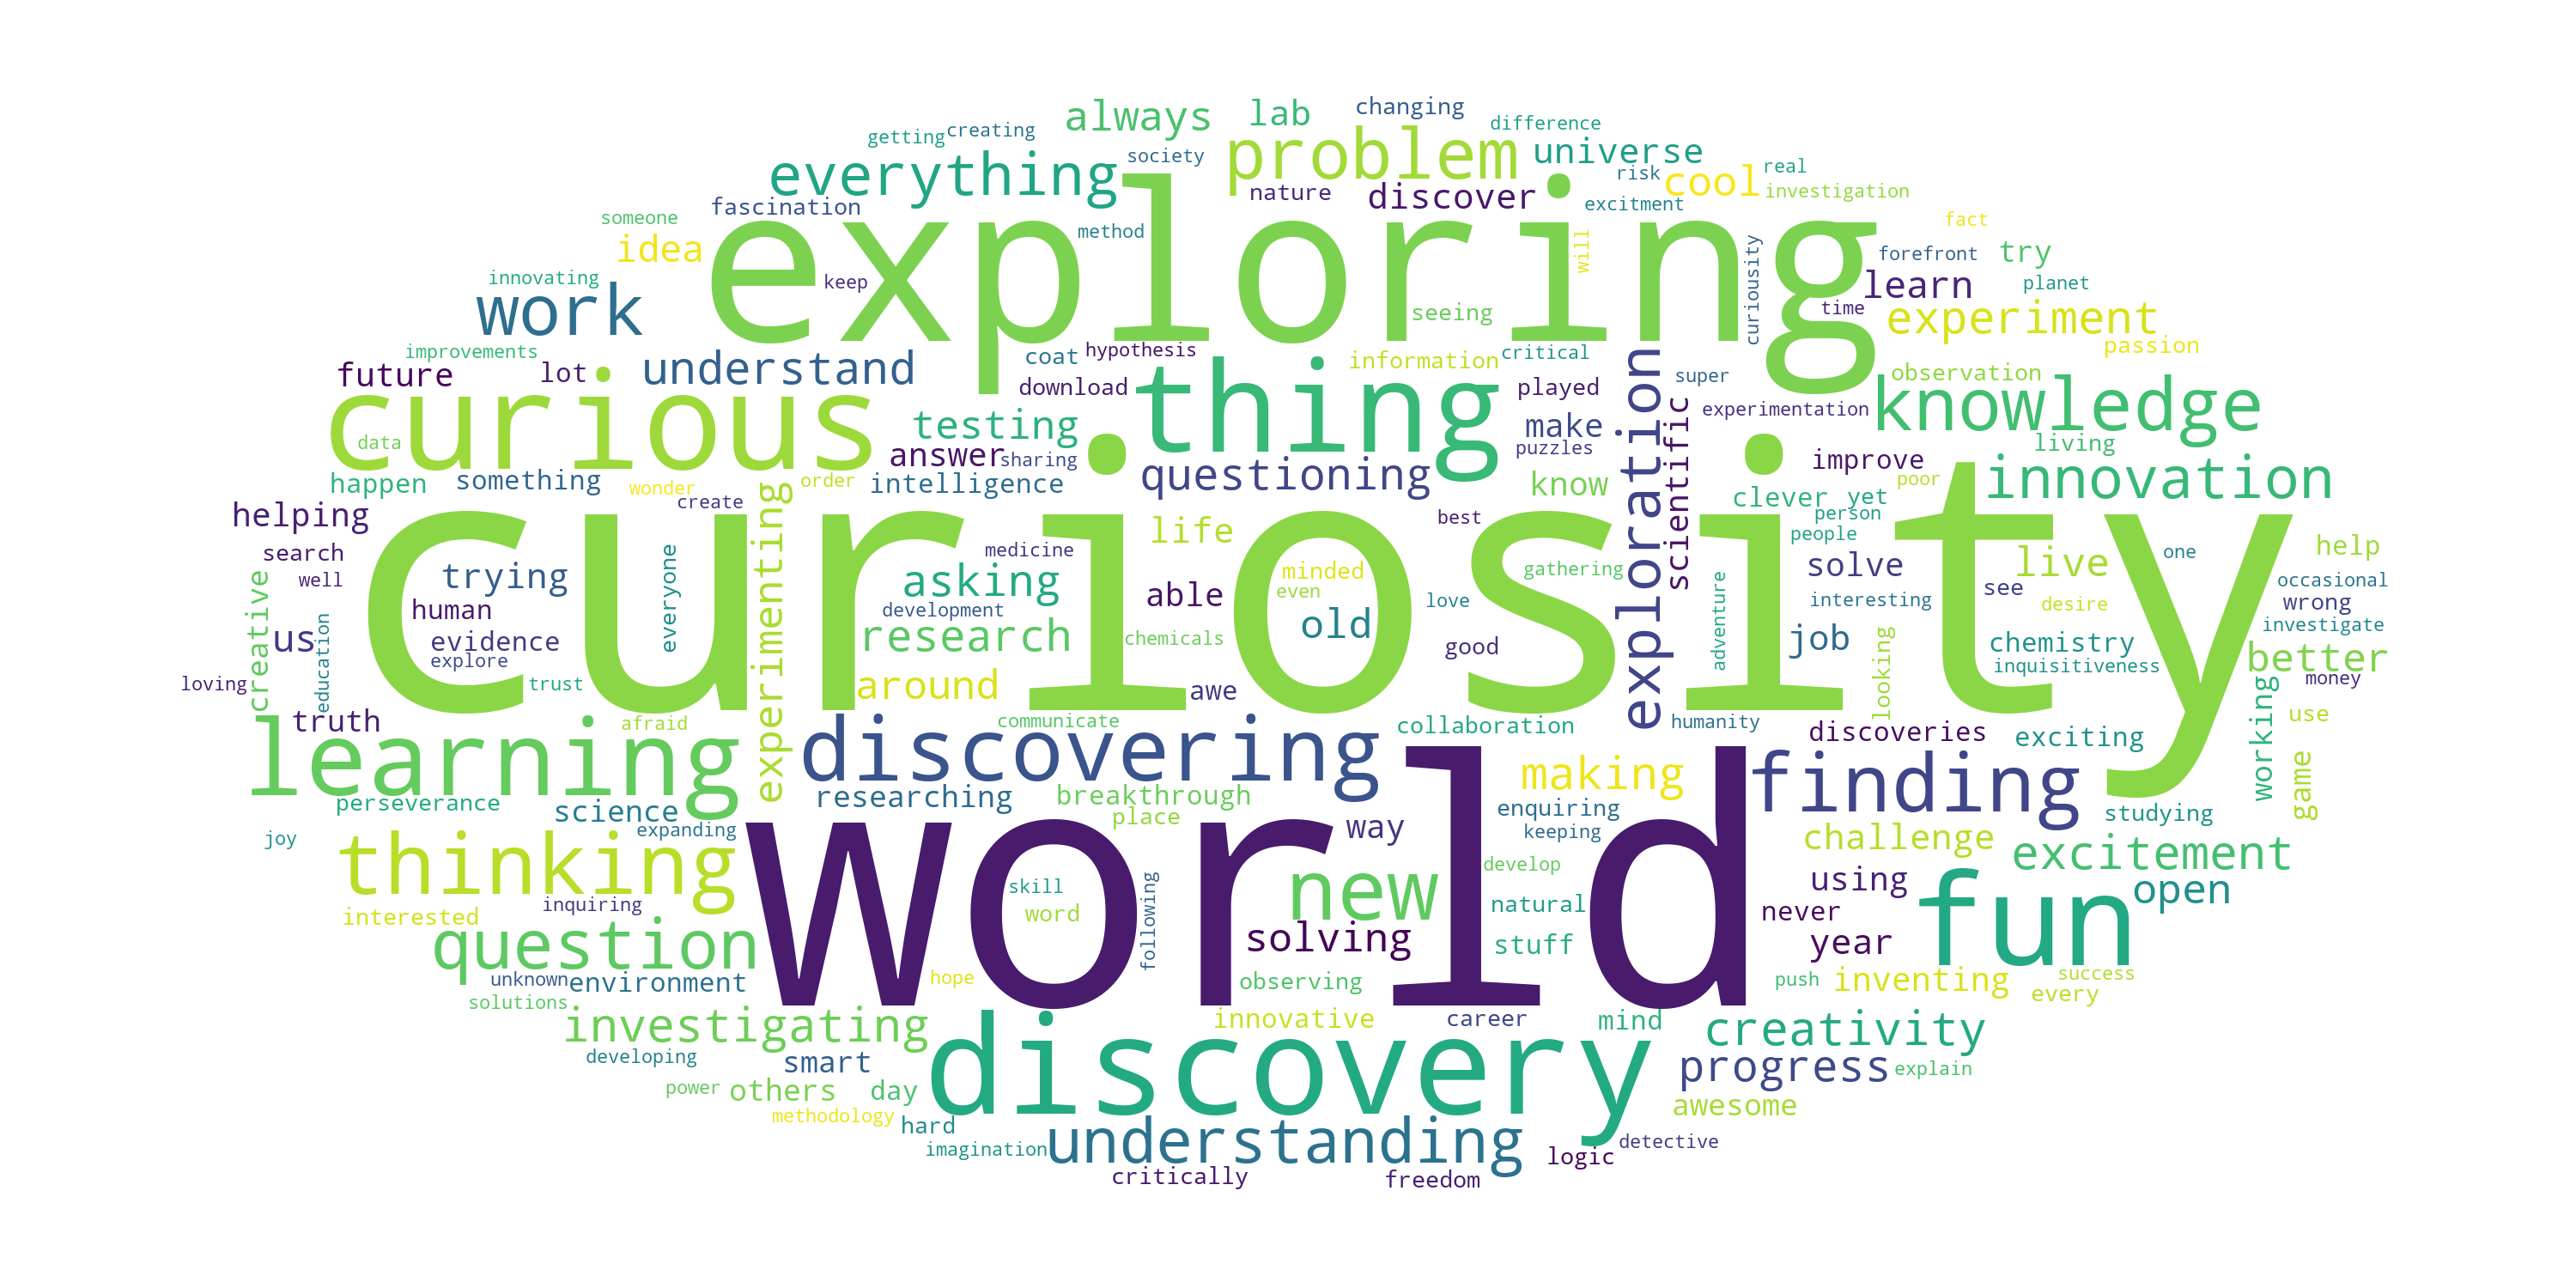 changing
always lab
getting creating difference
everything society problem universe
real
risk cool investigation
nature discover
fascination excitment
someone exploring method fact
idea will curiousity forefront try
innovating keep learn planet
work seeing time experiment
improvements understand coat hypothesis information critical passion
future lot download played super observation
curious thing exploration knowledge
testing make scientific experimentation
data answer sharing puzzles living
happen something wonder order intelligence questioning know improve innovation
create clever yet poor
helping experimenting life best person
search everyone medicine people one help
well trying asking minded gathering solve live occasional
creative human development able even love adventure interesting see desire wrong
us evidence research chemicals old good job chemistry investigate
education explore curiosity looking inquisitiveness better
loving trust around awe money
truth afraid communicate collaboration humanity discoveries exciting working use
learning discovering making finding game
perseverance science researching breakthrough enquiring studying
joy expanding place way keeping challenge
thinking world develop excitement
inquiring skill following new using open
interested word natural never fun
question solving stuff year
unknown environment hope observing push inventing success
solutions every
investigating innovative career mind creativity
developing smart discovery progress explain
power others day awesome
methodology hard
imagination understanding logic detective
critically freedom